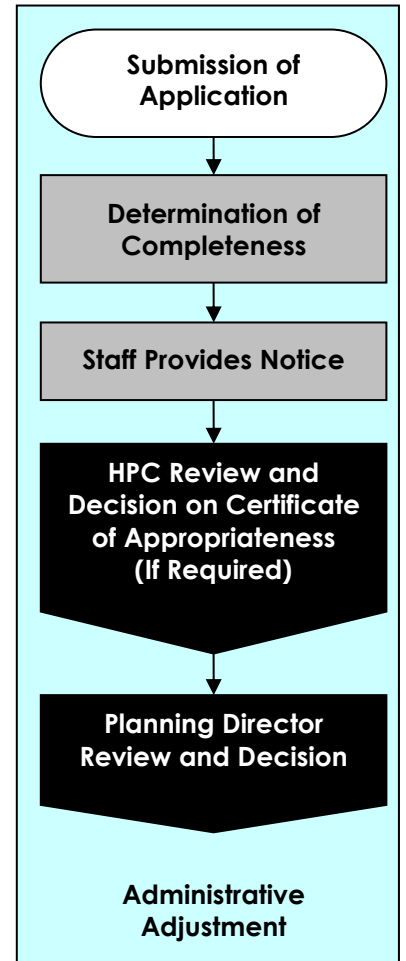 Submission of
Application
Determination of
Completeness
Staff Provides Notice
HPC Review and
Decision on Certificate
of Appropriateness
(If Required)
Planning Director
Review and Decision
Administrative
Adjustment